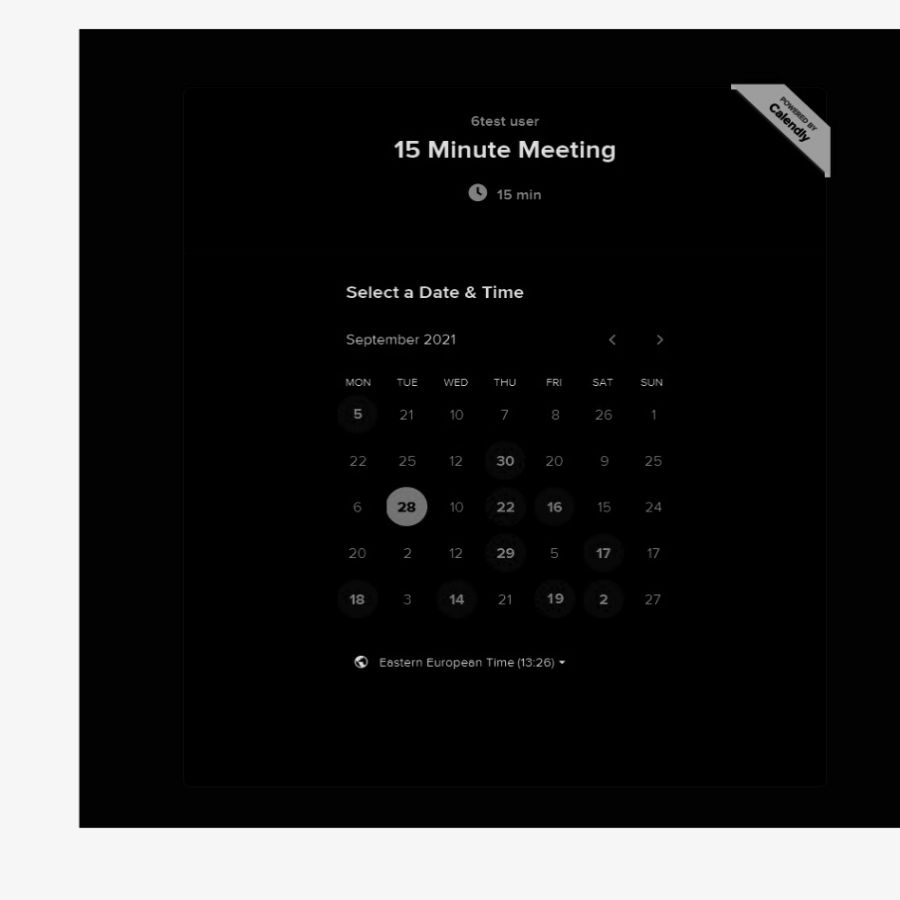 POWERED BY
Calendly
6test user
15 Minute Meeting
15 min
Select a Date & Time
September 2021
MON TUE WED THU FRI SAT SUN
5 21 10 7 8 26 1
22 25 12 30 20 9 25
6 28 10 22 16 15 24
20 2 12 29 5 17 17
18 3 14 21 19 2 27
Eastern European Time (13:26)